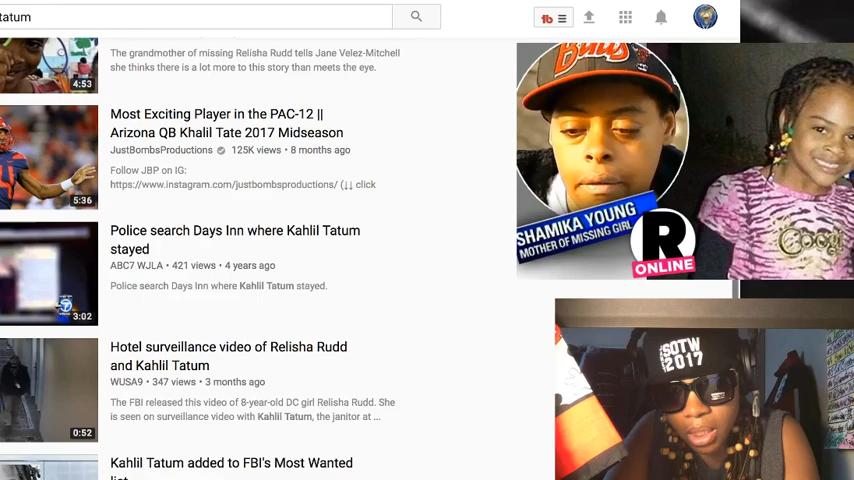 tatum
tb
The grandmother of missing Relisha Rudd tells Jane Velez-Mitchell
she thinks there is a lot more to this story than meets the eye.
4:53
Most Exciting Player in the PAC-12 ||
Arizona QB Khalil Tate 2017 Midseason
JustBombsProductions 125K views • 8 months ago
Follow JBP on IG:
https://www.instagram.com/justbombsproductions/ (↓↓ click
5:36
Police search Days Inn where Kahlil Tatum
stayed
ABC7 WJLA • 421 views • 4 years ago
Police search Days Inn where Kahlil Tatum stayed.
7
3:02
Hotel surveillance video of Relisha Rudd
and Kahlil Tatum
WUSA9 • 347 views • 3 months ago
The FBI released this video of 8-year-old DC girl Relisha Rudd. She
is seen on surveillance video with Kahlil Tatum, the janitor at ...
0:52
Kahlil Tatum added to FBI's Most Wanted
list
SHAMIKA YOUNG
MOTHER OF MISSING GIRL
R
ONLINE
Coogi
SOTW
2017